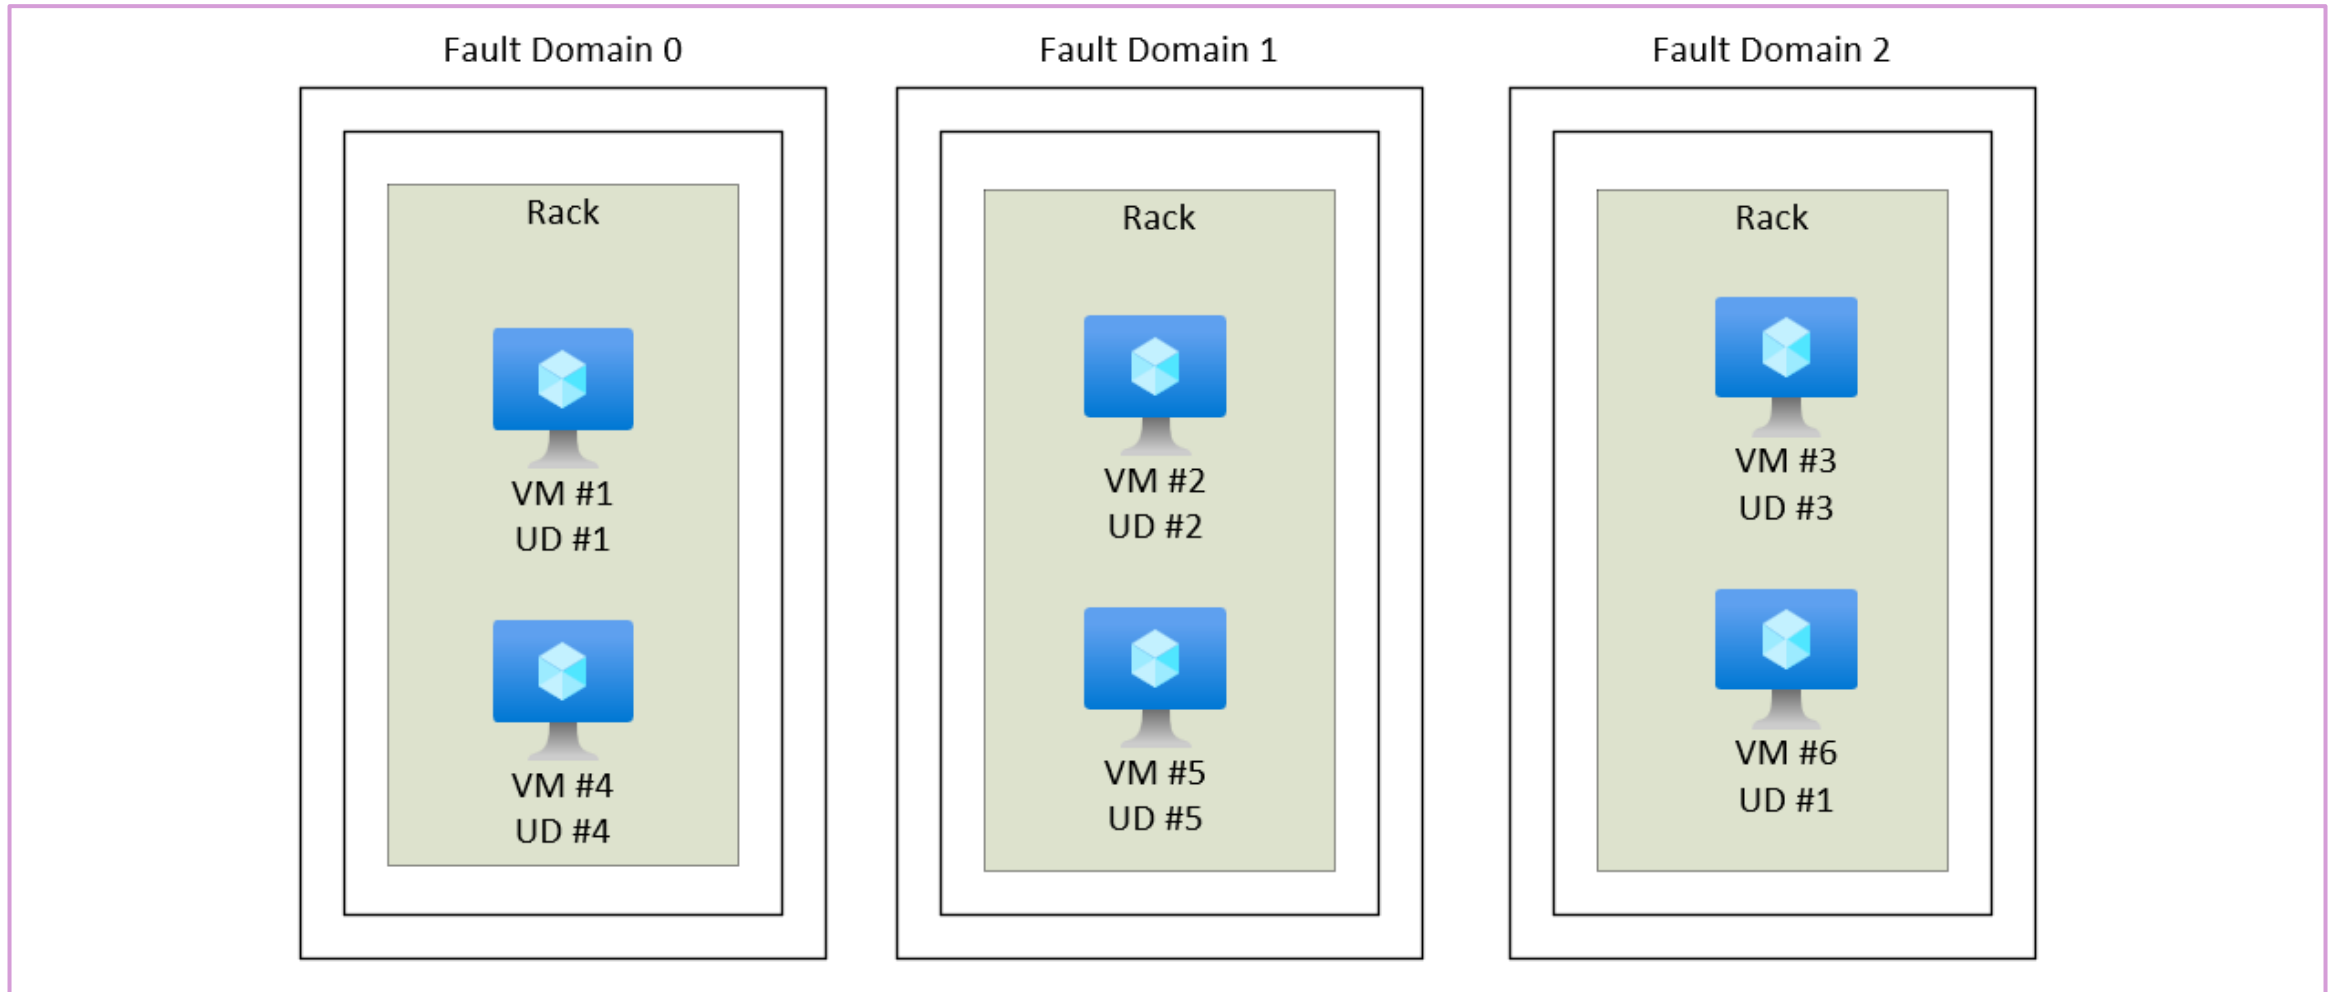 Fault Domain 0
Rack
VM #1
UD #1
VM #4
UD #4
Fault Domain 1
Rack
VM #2
UD #2
VM #5
UD #5
Fault Domain 2
Rack
VM #3
UD #3
VM #6
UD #1